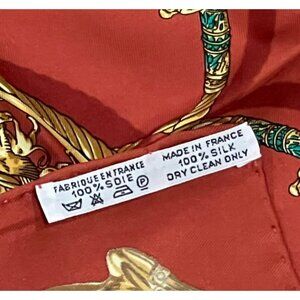 FABRIQUE EN FRANCE
100% SOIE
P
MADE IN FRANCE
100% SILK
DRY CLEAN ONLY